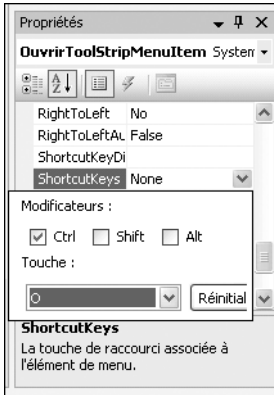 Propriétés
OuvrirToolStripMenuItem System
RightToLeft No
RightToLeftAu False
ShortcutKeyDi
ShortcutKeys None
Modificateurs :
Ctrl Shift Alt
Touche :
O Réinitial
ShortcutKeys
La touche de raccourci associée à
l'élément de menu.